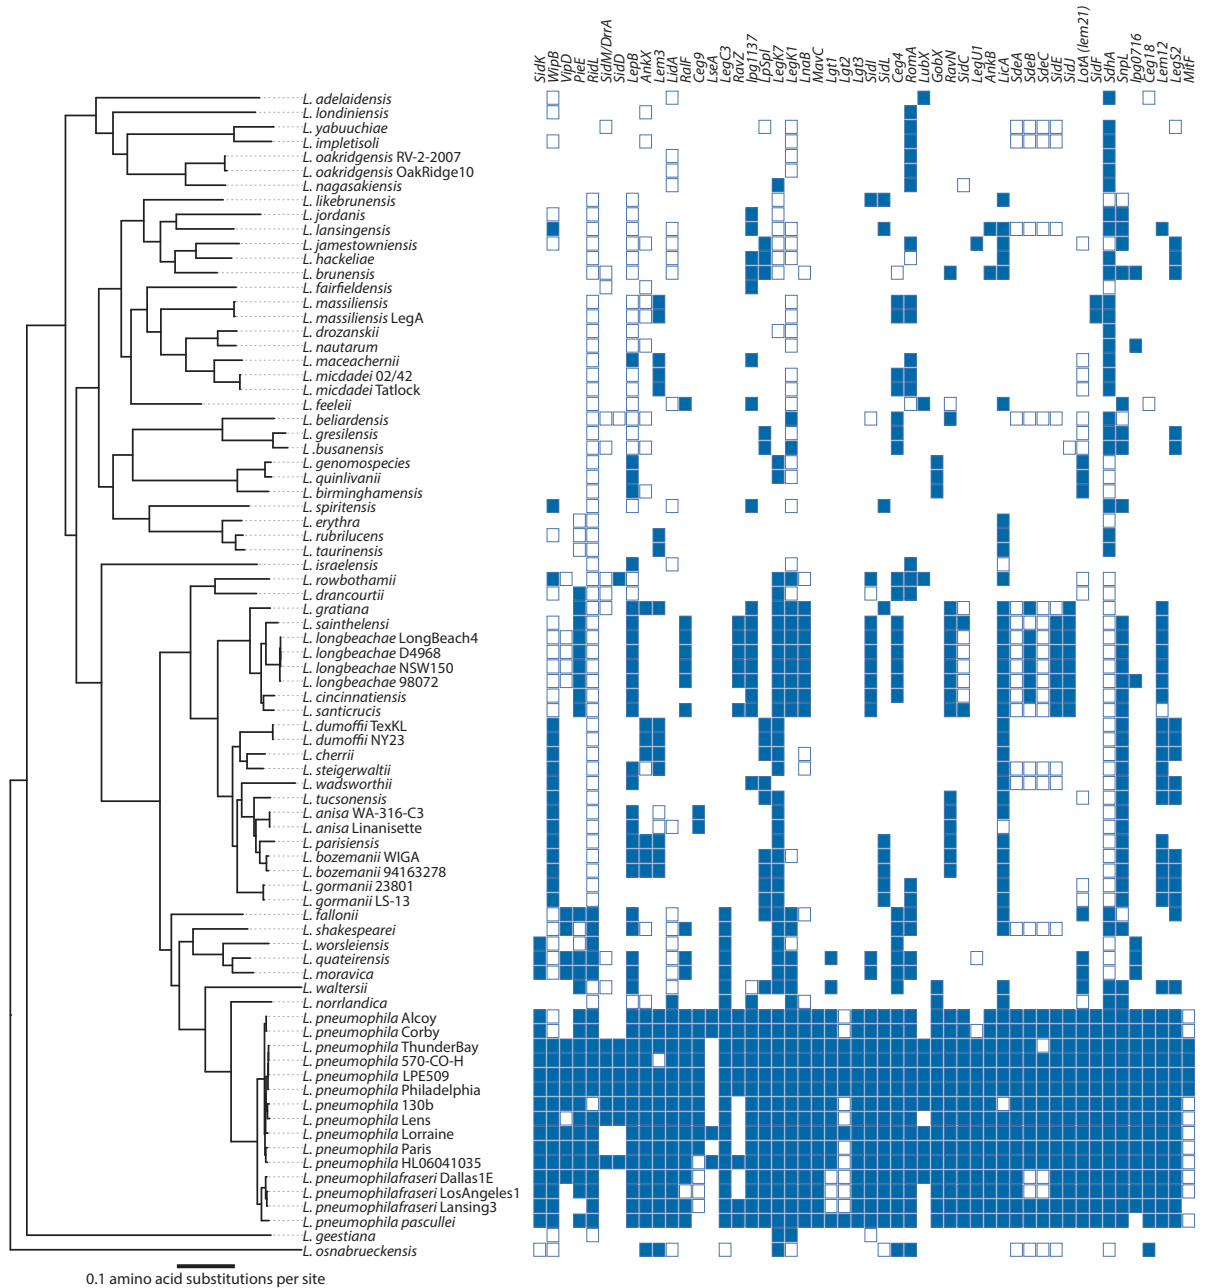 SidK
WipB
VipD
PieE
RidL
SidM/DrrA
SidD
LepB
AnkX
Lem3
LidA
RalF
Ceg9
LseA
LegC3
RavZ
lpg1137
LpSpl
LegK7
LegK1
LnaB
MavC
Lgt1
Lgt2
Lgt3
SidI
SidL
Ceg4
RomA
LubX
GobX
RavN
SidC
LegU1
AnkB
LicA
SdeA
SdeB
SdeC
SidE
SidJ
LotA (lem21)
SidF
SdhA
SnpL
lpg0716
Ceg18
Lem12
LegS2
MitF
L. adelaidensis
L. londiniensis
L. yabuuchiae
L. impletisoli
L. oakridgensis RV-2-2007
L. oakridgensis OakRidge10
L. nagasakiensis
L. likebrunensis
L. jordanis
L. lansingensis
L. jamestowniensis
L. hackeliae
L. brunensis
L. fairfieldensis
L. massiliensis
L. massiliensis LegA
L. drozanskii
L. nautarum
L. maceachernii
L. micdadei 02/42
L. micdadei Tatlock
L. feeleii
L. beliardensis
L. gresilensis
L. busanensis
L. genomospecies
L. quinlivanii
L. birminghamensis
L. spiritensis
L. erythra
L. rubrilucens
L. taurinensis
L. israelensis
L. rowbothamii
L. drancourtii
L. gratiana
L. sainthelensi
L. longbeachae LongBeach4
L. longbeachae D4968
L. longbeachae NSW150
L. longbeachae 98072
L. cincinnatiensis
L. santicrucis
L. dumoffii TexKL
L. dumoffii NY23
L. cherrii
L. steigerwaltii
L. wadsworthii
L. tucsonensis
L. anisa WA-316-C3
L. anisa Linanisette
L. parisiensis
L. bozemanii WIGA
L. bozemanii 94163278
L. gormanii 23801
L. gormanii LS-13
L. fallonii
L. shakespearei
L. worsleiensis
L. quateirensis
L. moravica
L. waltersii
L. norrlandica
L. pneumophila Alcoy
L. pneumophila Corby
L. pneumophila ThunderBay
L. pneumophila 570-CO-H
L. pneumophila LPE509
L. pneumophila Philadelphia
L. pneumophila 130b
L. pneumophila Lens
L. pneumophila Lorraine
L. pneumophila Paris
L. pneumophila HL06041035
L. pneumophilafraseri Dallas1E
L. pneumophilafraseri LosAngeles1
L. pneumophilafraseri Lansing3
L. pneumophila pascullei
L. geestiana
L. osnabrueckensis
0.1 amino acid substitutions per site